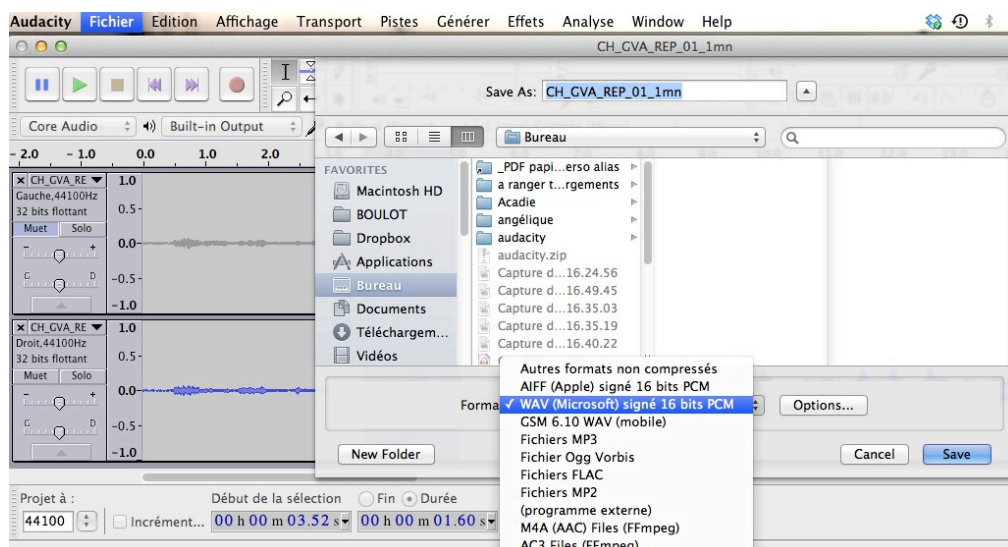 Audacity Fichier Edition Affichage Transport Pistes Générer Effets Analyse Window Help
CH_GVA_REP_01_1mn
Save As: CH_GVA_REP_01_1mn
Core Audio Built-in Output
Bureau
- 2.0 - 1.0 0.0 1.0 2.0
CH_GVA_RE
Gauche,44100Hz
32 bits flottant
Muet Solo
- +
G D
1.0
0.5-
0.0-
-0.5-
-1.0
CH_GVA_RE
Droit,44100Hz
32 bits flottant
Muet Solo
- +
G D
1.0
0.5-
0.0-
-0.5-
-1.0
FAVORITES
Macintosh HD
BOULOT
Dropbox
Applications
Bureau
Documents
Téléchargem...
Vidéos
_PDF papi...erso alias
a ranger t...rgements
Acadie
angélique
audacity
audacity.zip
Capture d...16.24.56
Capture d...16.49.45
Capture d...16.35.03
Capture d...16.35.19
Capture d...16.40.22
Forma
Autres formats non compressés
AIFF (Apple) signé 16 bits PCM
✓ WAV (Microsoft) signé 16 bits PCM
GSM 6.10 WAV (mobile)
Fichiers MP3
Fichier Ogg Vorbis
Fichiers FLAC
Fichiers MP2
(programme externe)
M4A (AAC) Files (FFmpeg)
AC3 Files (FFmpeg)
Options...
New Folder Cancel Save
Projet à : Début de la sélection Fin Durée
44100 Incrément... 00 h 00 m 03.52 s 00 h 00 m 01.60 s